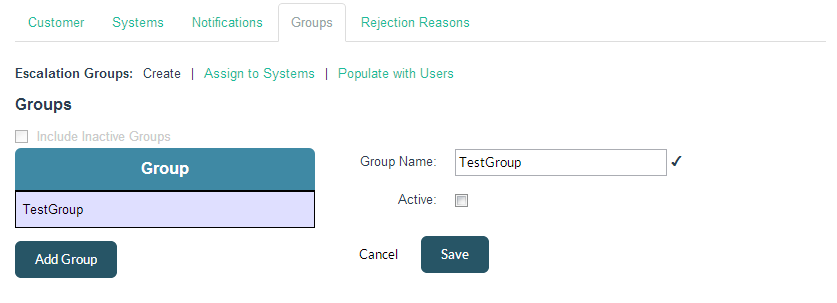 Customer Systems Notifications Groups Rejection Reasons
Escalation Groups: Create | Assign to Systems | Populate with Users
Groups
Include Inactive Groups
Group
TestGroup
Add Group
Group Name: TestGroup ✓
Active:
Cancel Save